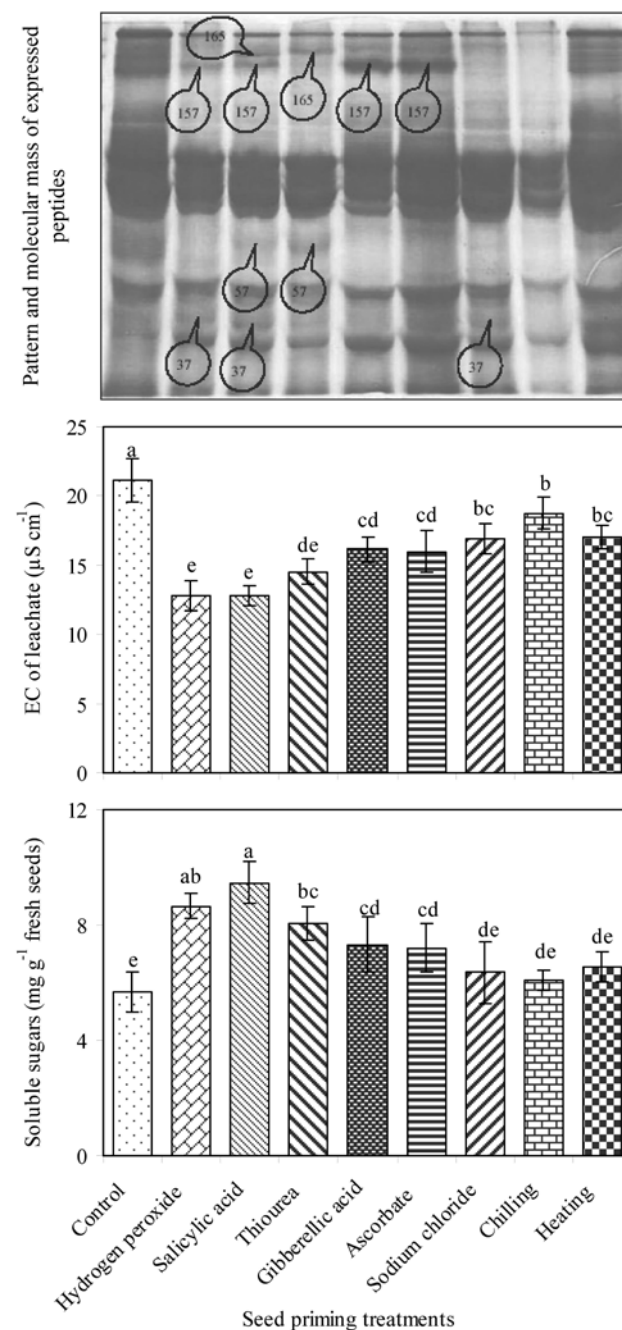 Pattern and molecular mass of expressed
peptides
165
157
157
165
157
157
57
57
37
37
37
EC of leachate (µS cm⁻¹)
25
20
15
10
5
0
a
e
e
de
cd
cd
bc
b
bc
Soluble sugars (mg g⁻¹ fresh seeds)
12
8
4
0
e
ab
a
bc
cd
cd
de
de
de
Control
Hydrogen peroxide
Salicylic acid
Thiourea
Gibberellic acid
Ascorbate
Sodium chloride
Chilling
Heating
Seed priming treatments